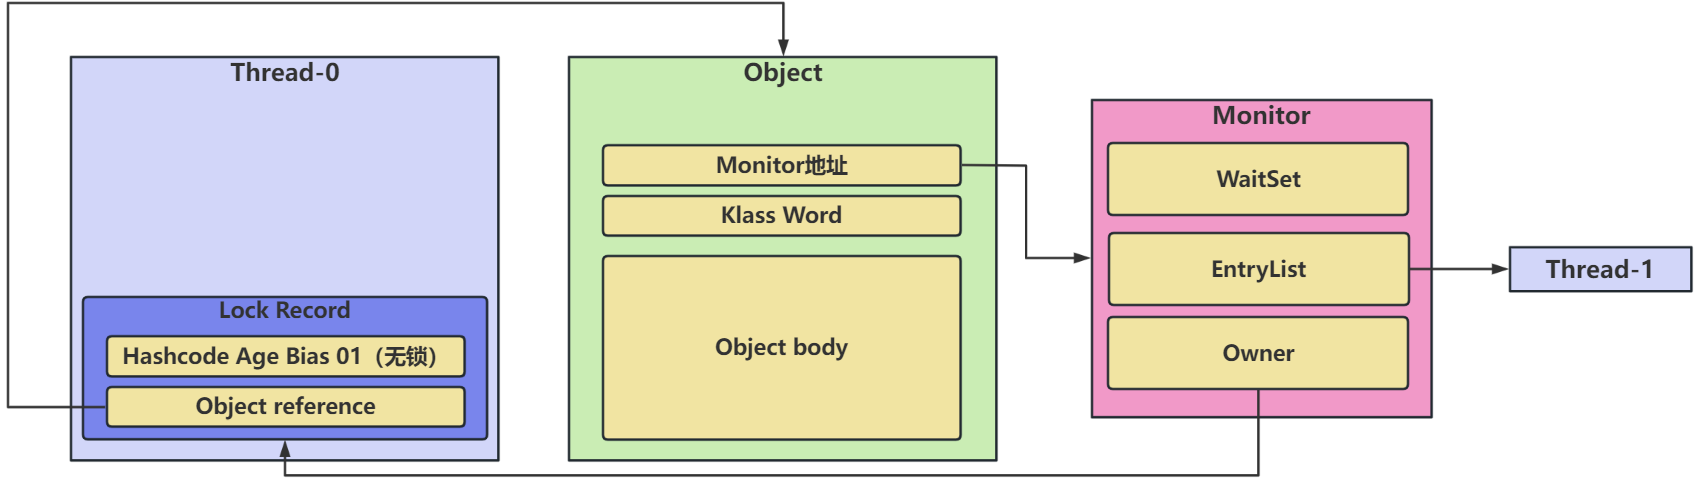 Thread-0
Lock Record
Hashcode Age Bias 01（无锁）
Object reference
Object
Monitor地址
Klass Word
Object body
Monitor
WaitSet
EntryList
Owner
Thread-1